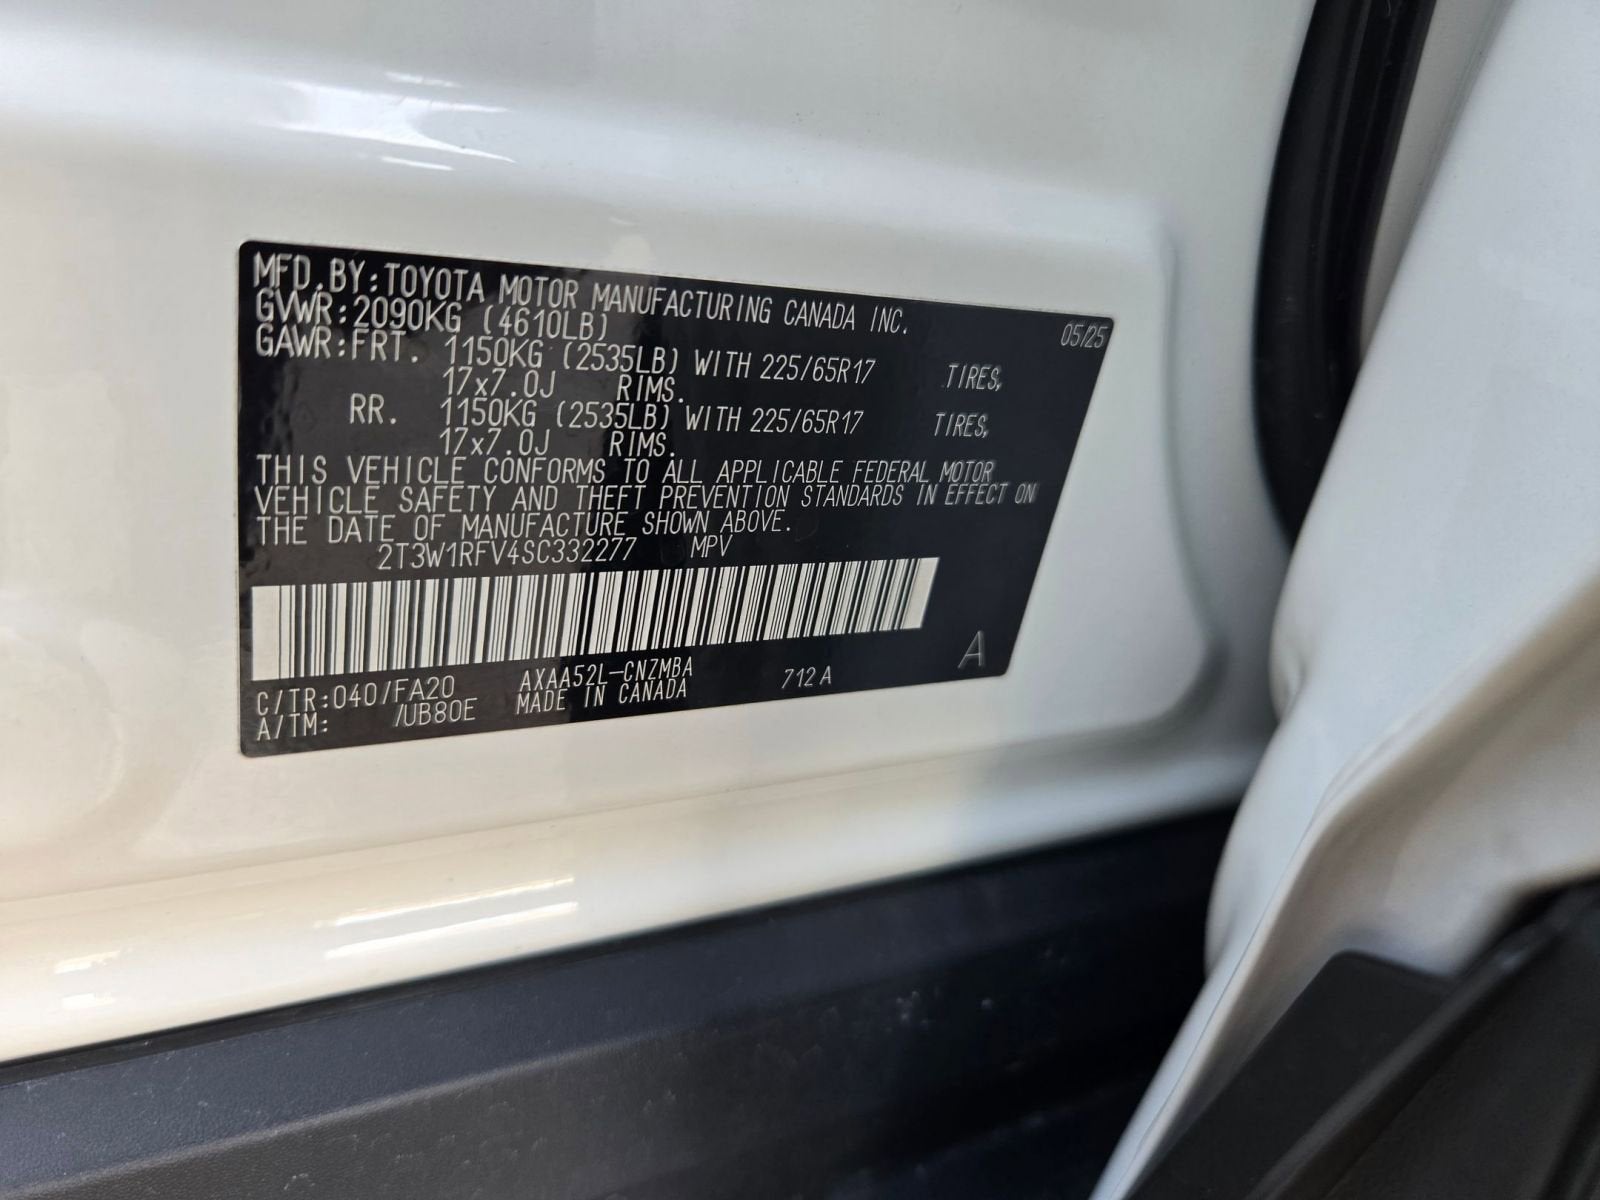 MFD. BY: TOYOTA MOTOR MANUFACTURING CANADA INC.
GVWR: 2090KG (4610LB) 05/25
GAWR: FRT. 1150KG (2535LB) WITH 225/65R17 TIRES,
17x7.0J RIMS.
RR. 1150KG (2535LB) WITH 225/65R17 TIRES,
17x7.0J RIMS.
THIS VEHICLE CONFORMS TO ALL APPLICABLE FEDERAL MOTOR
VEHICLE SAFETY AND THEFT PREVENTION STANDARDS IN EFFECT ON
THE DATE OF MANUFACTURE SHOWN ABOVE.
2T3W1RFV4SC332277 MPV
A
C/TR: 040/FA20 AXAA52L-CNZMBA 712A
A/TM: /UB80E MADE IN CANADA